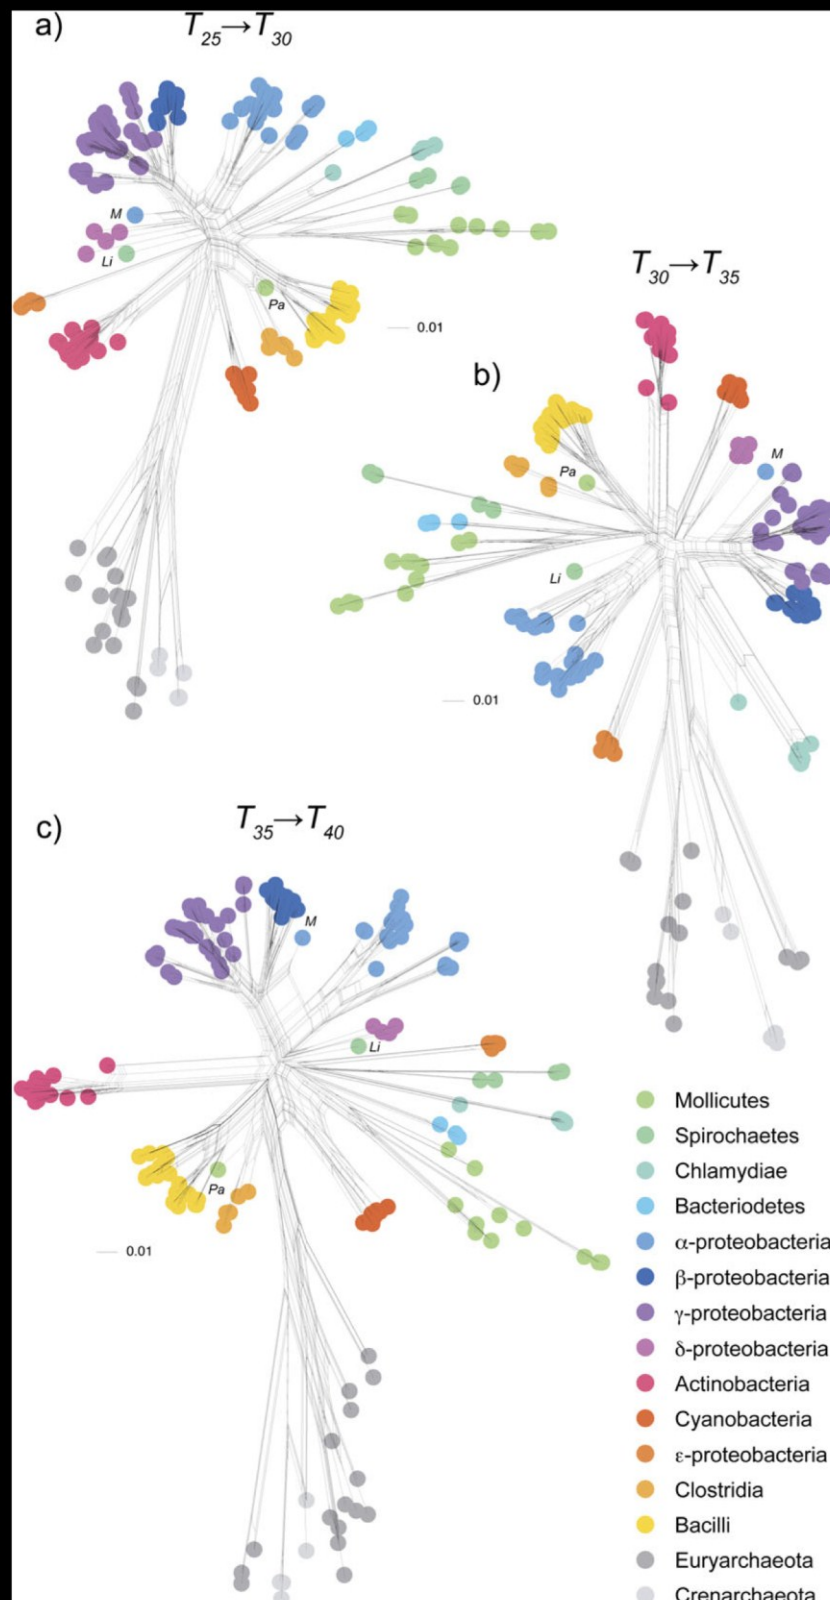 a)
T25→T30
M
Li
Pa
0.01
T30→T35
b)
M
Pa
Li
0.01
c)
T35→T40
M
Li
Pa
0.01
Mollicutes
Spirochaetes
Chlamydiae
Bacteriodetes
α-proteobacteria
β-proteobacteria
γ-proteobacteria
δ-proteobacteria
Actinobacteria
Cyanobacteria
ε-proteobacteria
Clostridia
Bacilli
Euryarchaeota
Crenarchaeota